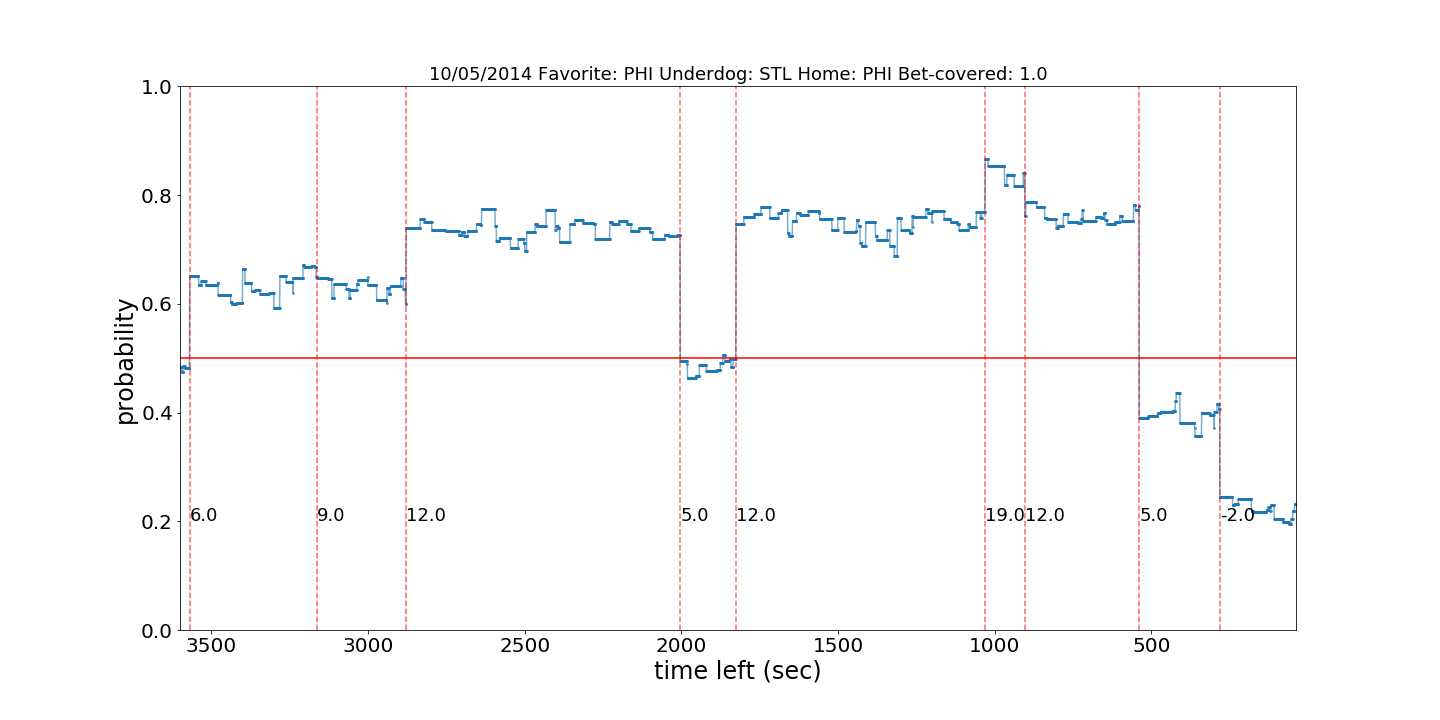 10/05/2014 Favorite: PHI Underdog: STL Home: PHI Bet-covered: 1.0
1.0
0.8
0.6
0.4
0.2
0.0
probability
6.0 9.0 12.0 5.0 12.0 19.0 12.0 5.0 -2.0
3500 3000 2500 2000 1500 1000 500
time left (sec)